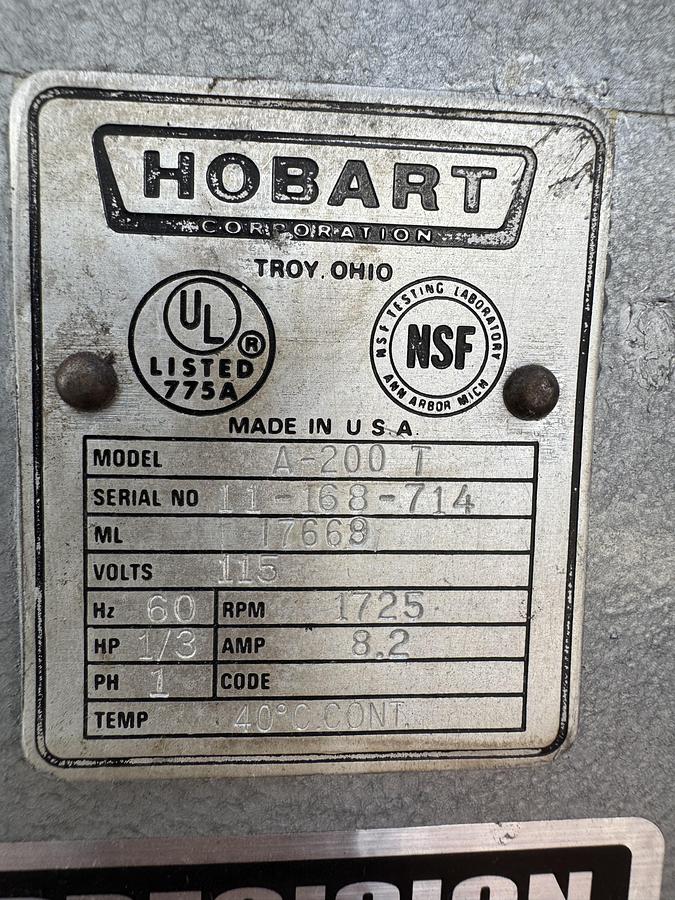 HOBART
CORPORATION
TROY, OHIO
UL ®
LISTED
775A
NSF TESTING LABORATORY
NSF
ANN ARBOR MICH
MADE IN U S A
MODEL A-200 T
SERIAL NO 11-168-714
ML 17669
VOLTS 115
Hz 60 RPM 1725
HP 1/3 AMP 8.2
PH 1 CODE
TEMP 40°C.CONT.
PRECISION